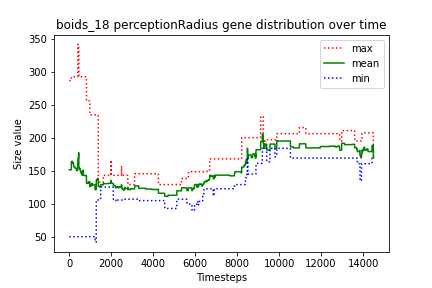 boids_18 perceptionRadius gene distribution over time
350
300
250
200
150
100
50
Size value
max
mean
min
0
2000
4000
6000
8000
10000
12000
14000
Timesteps